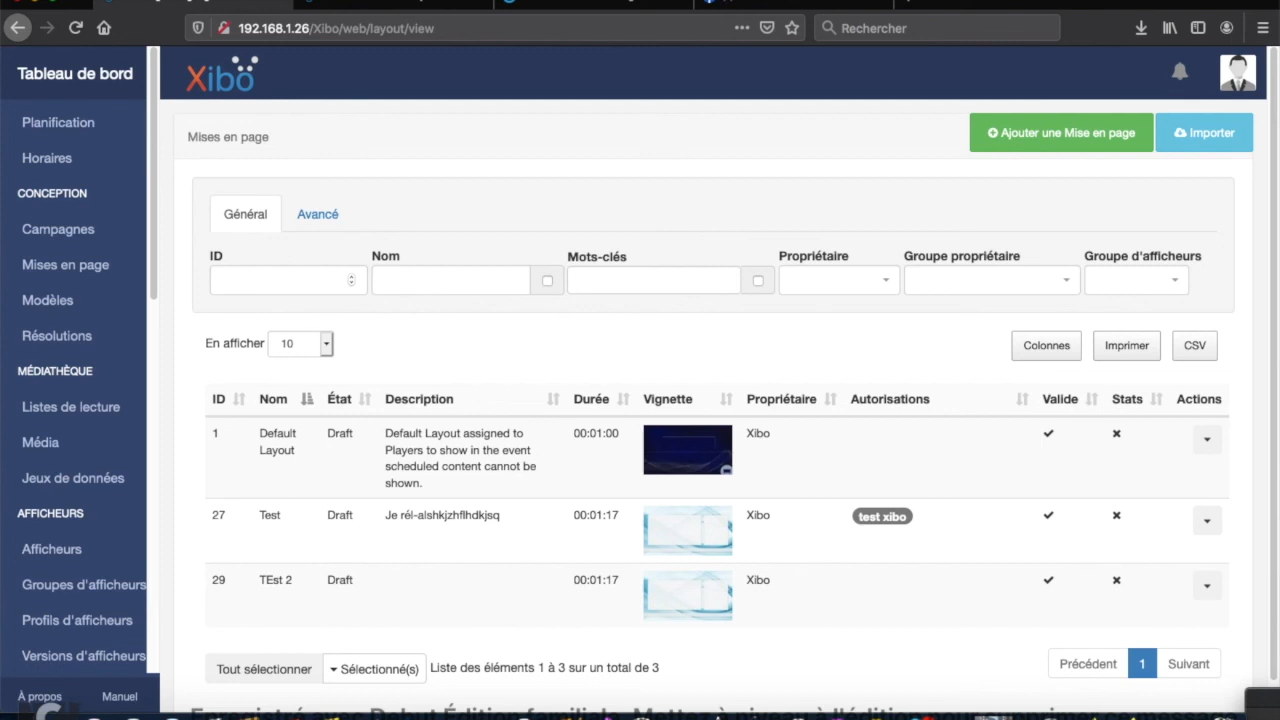 192.168.1.26/Xibo/web/layout/view
Rechercher
Tableau de bord
Xibo
Planification
Horaires
CONCEPTION
Campagnes
Mises en page
Modèles
Résolutions
MÉDIATHÈQUE
Listes de lecture
Média
Jeux de données
AFFICHEURS
Afficheurs
Groupes d'afficheurs
Profils d'afficheurs
Versions d'afficheurs
À propos Manuel
Mises en page
Ajouter une Mise en page
Importer
Général Avancé
ID Nom Mots-clés Propriétaire Groupe propriétaire Groupe d'afficheurs
En afficher 10
Colonnes Imprimer CSV
ID Nom État Description Durée Vignette Propriétaire Autorisations Valide Stats Actions
1 Default Draft Default Layout assigned to 00:01:00 Xibo
Layout Players to show in the event
scheduled content cannot be
shown.
27 Test Draft Je rél-alshkjzhflhdkjsq 00:01:17 Xibo test xibo
29 TEst 2 Draft 00:01:17 Xibo
Tout sélectionner Sélectionné(s) Liste des éléments 1 à 3 sur un total de 3
Précédent 1 Suivant